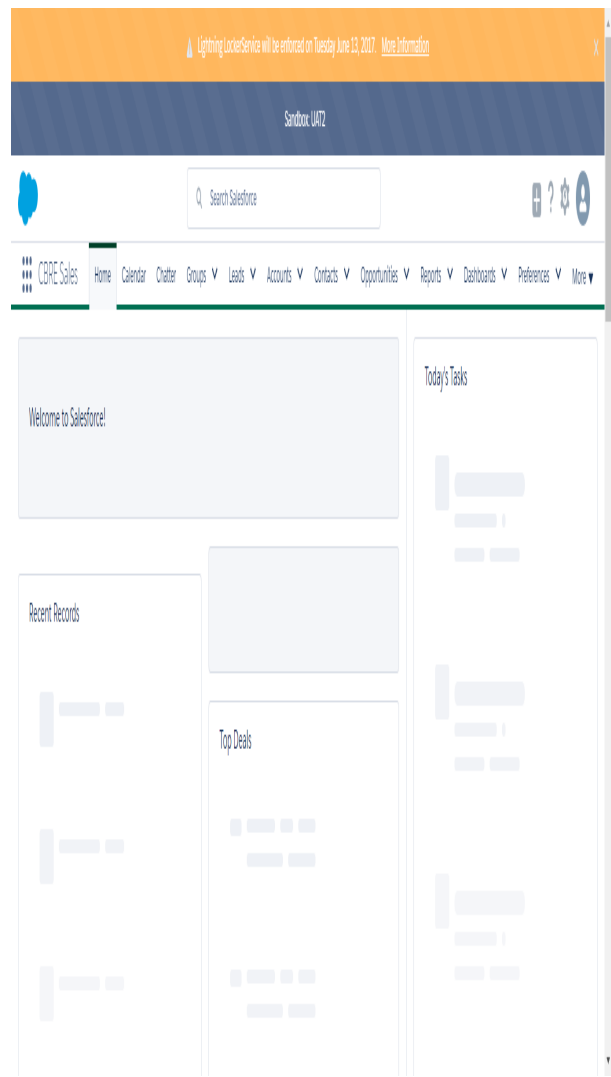 Lightning LockerService will be enforced on Tuesday June 13, 2017. More Information X
Sandbox: UAT2
Search Salesforce
CBRE Sales Home Calendar Chatter Groups Leads Accounts Contacts Opportunities Reports Dashboards Preferences More
Welcome to Salesforce!
Today's Tasks
Recent Records
Top Deals